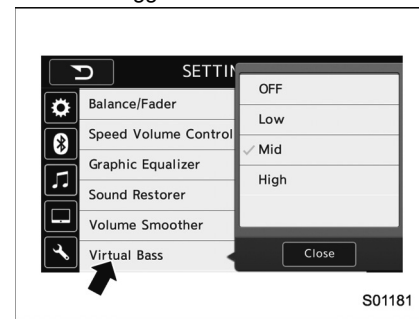 SETTIN
Balance/Fader
Speed Volume Control
Graphic Equalizer
Sound Restorer
Volume Smoother
Virtual Bass
OFF
Low
Mid
High
Close
S01181